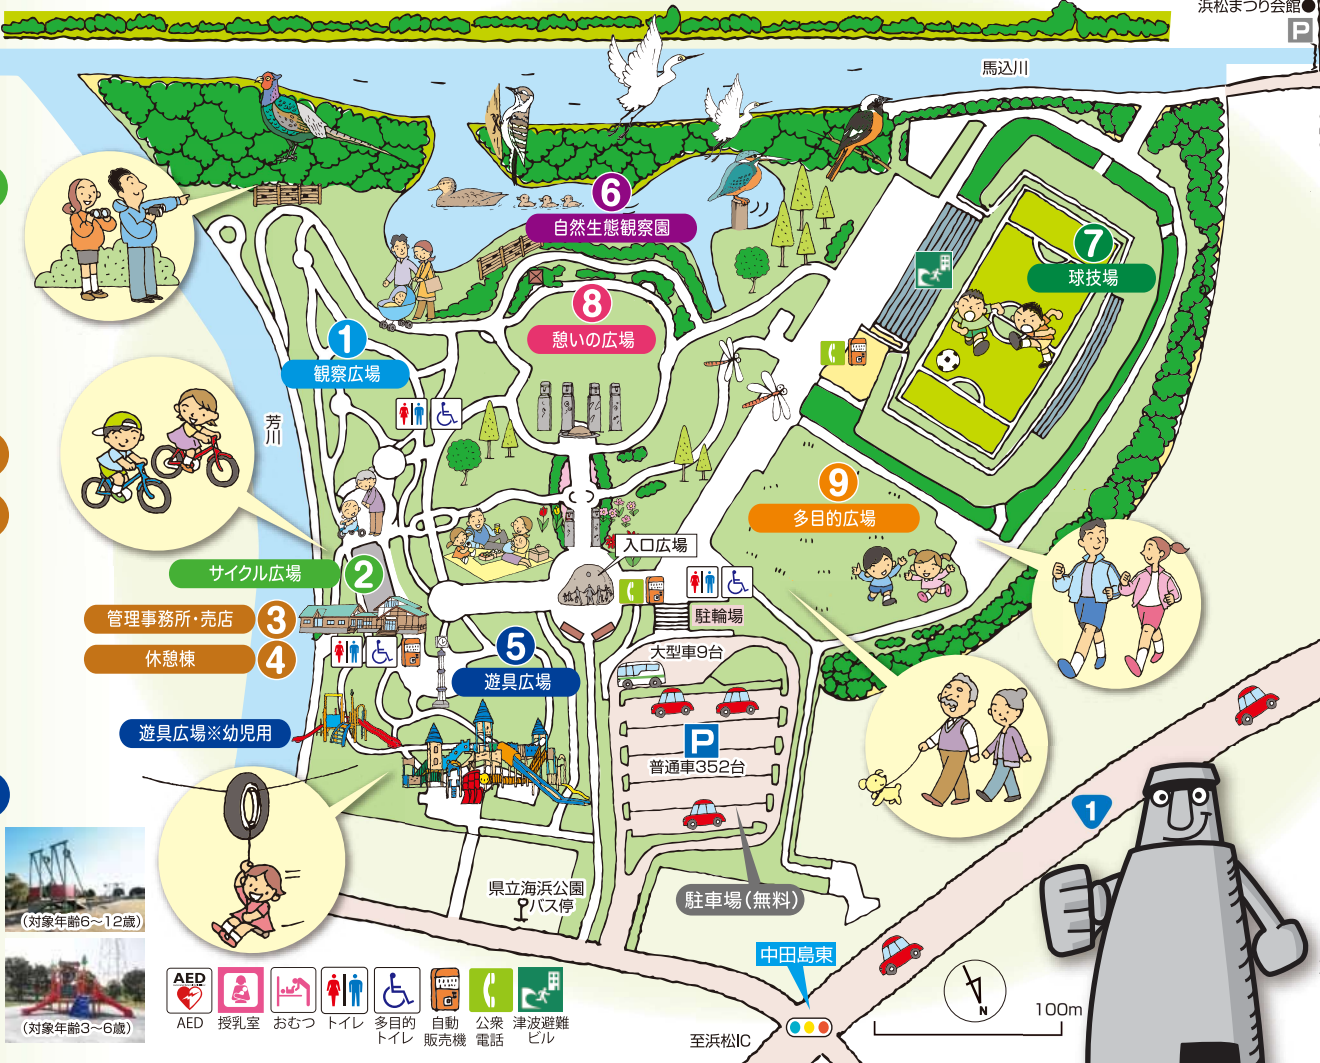 浜松まつり会館●
P
馬込川
6
自然生態観察園
7
球技場
8
憩いの広場
1
観察広場
芳川
9
多目的広場
入口広場
サイクル広場
2
管理事務所・売店
3
休憩棟
4
駐輪場
大型車9台
5
遊具広場
遊具広場※幼児用
P
普通車352台
1
駐車場(無料)
県立海浜公園
バス停
(対象年齢6〜12歳)
(対象年齢3〜6歳)
中田島東
N
100m
至浜松IC
AED
AED
授乳室
おむつ
トイレ
多目的
トイレ
自動
販売機
公衆
電話
津波避難
ビル